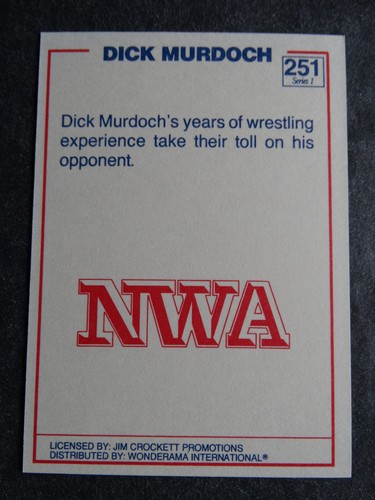 DICK MURDOCH
251
Series 1
Dick Murdoch's years of wrestling
experience take their toll on his
opponent.
NWA
LICENSED BY: JIM CROCKETT PROMOTIONS
DISTRIBUTED BY: WONDERAMA INTERNATIONAL®